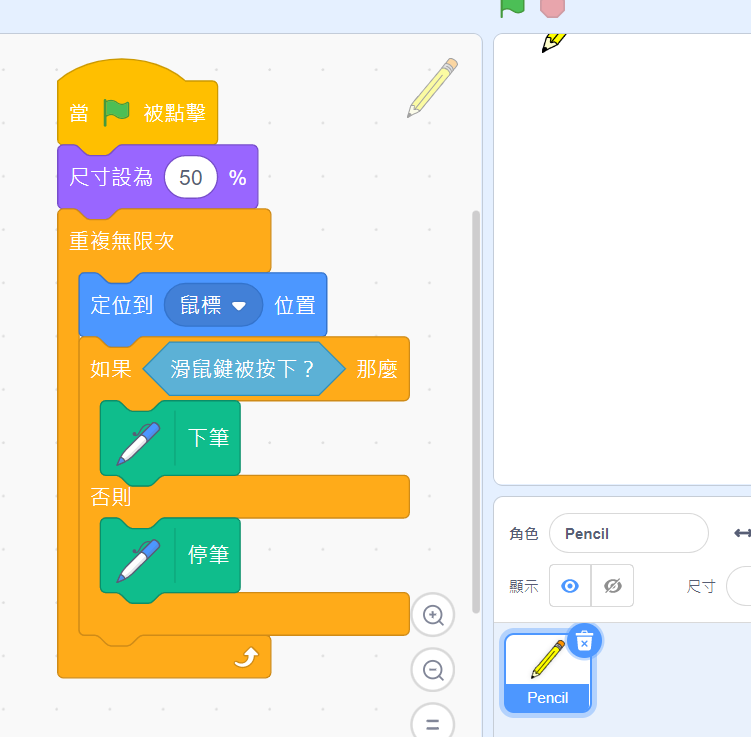 當 被點擊
尺寸設為 50 %
重複無限次
定位到 鼠標 位置
如果 滑鼠鍵被按下？ 那麼
下筆
否則
停筆
角色 Pencil
顯示 尺寸
Pencil